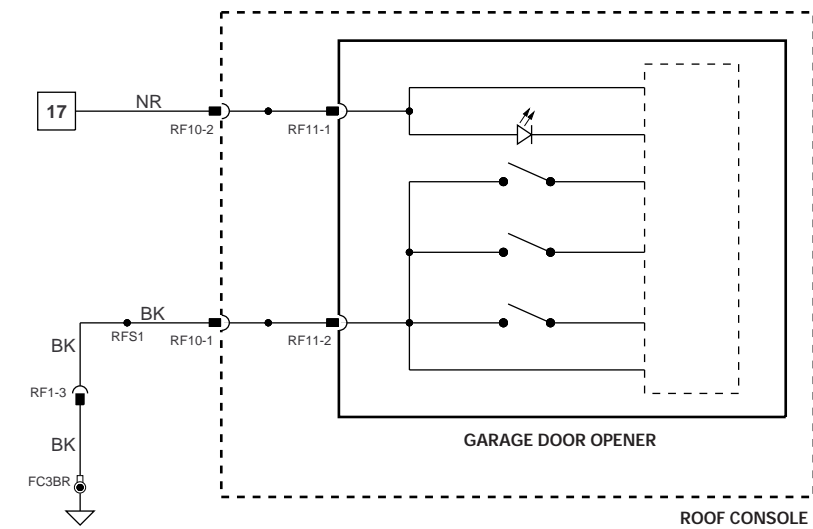 17
NR
RF10-2
RF11-1
BK
RFS1
RF10-1
RF11-2
BK
RF1-3
BK
FC3BR
GARAGE DOOR OPENER
ROOF CONSOLE